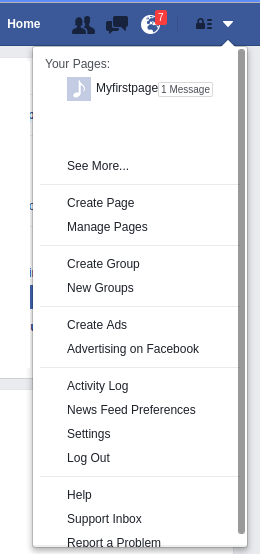 Home
7
Your Pages:
Myfirstpage 1 Message
See More...
Create Page
Manage Pages
Create Group
New Groups
Create Ads
Advertising on Facebook
Activity Log
News Feed Preferences
Settings
Log Out
Help
Support Inbox
Report a Problem